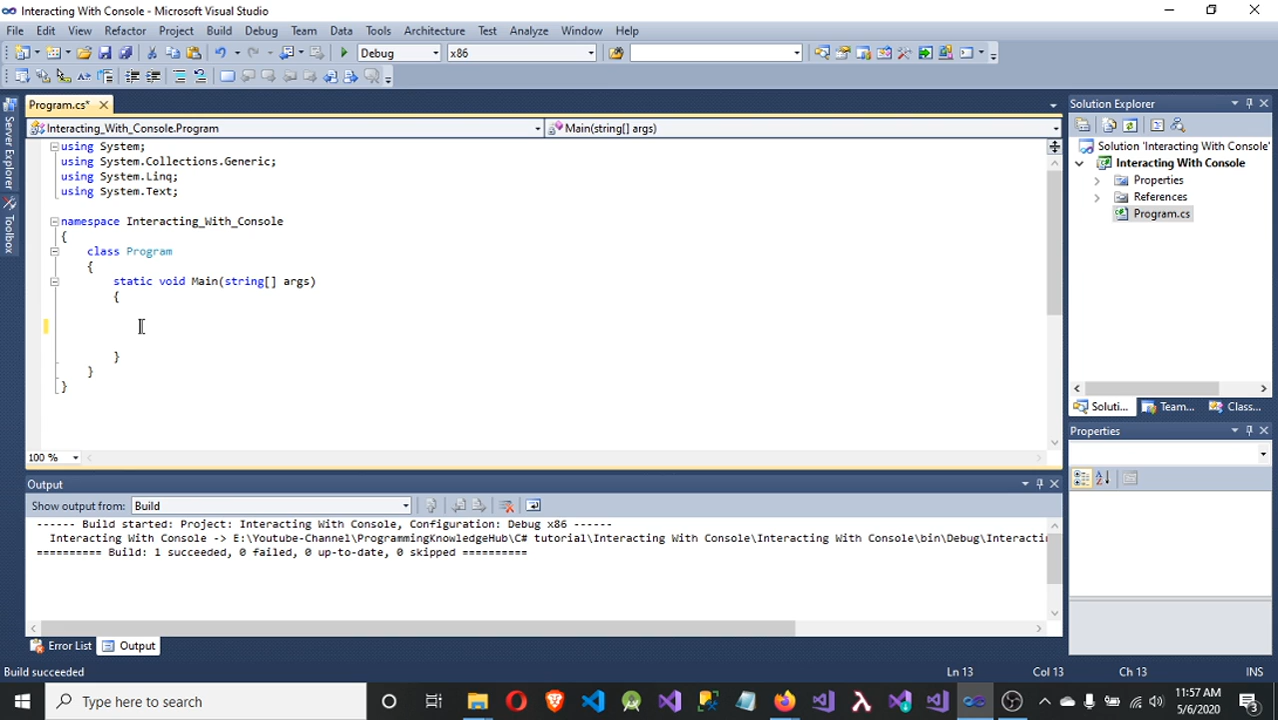 Interacting With Console - Microsoft Visual Studio
File Edit View Refactor Project Build Debug Team Data Tools Architecture Test Analyze Window Help
Debug x86
Server Explorer
Toolbox
Program.cs*
Interacting_With_Console.Program Main(string[] args)
using System;
using System.Collections.Generic;
using System.Linq;
using System.Text;
namespace Interacting_With_Console
{
class Program
{
static void Main(string[] args)
{
}
}
}
100 %
Solution Explorer
Solution 'Interacting With Console'
Interacting With Console
Properties
References
Program.cs
Soluti... Team... Class...
Properties
Output
Show output from: Build
------ Build started: Project: Interacting With Console, Configuration: Debug x86 ------
Interacting With Console -> E:\Youtube-Channel\ProgrammingKnowledgeHub\C# tutorial\Interacting With Console\Interacting With Console\bin\Debug\Interacti
========== Build: 1 succeeded, 0 failed, 0 up-to-date, 0 skipped ==========
Error List Output
Build succeeded Ln 13 Col 13 Ch 13 INS
Type here to search
11:57 AM
5/6/2020
3